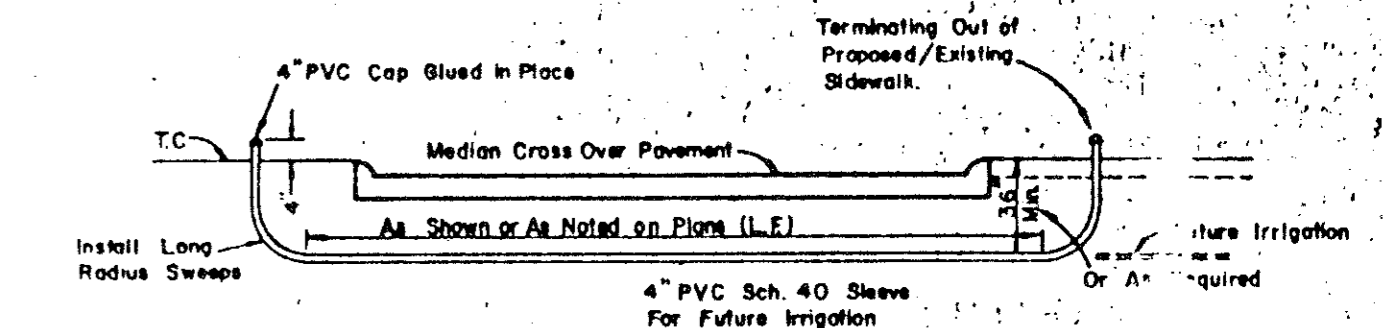 Terminating Out of
Proposed/Existing
Sidewalk.
4" PVC Cap Glued in Place
T.C
Median Cross Over Pavement
4"
36"
Min.
As Shown or As Noted on Plans (L.F.)
Install Long
Radius Sweeps
Irrigation
Or
4" PVC Sch. 40 Sleeve
For Future Irrigation